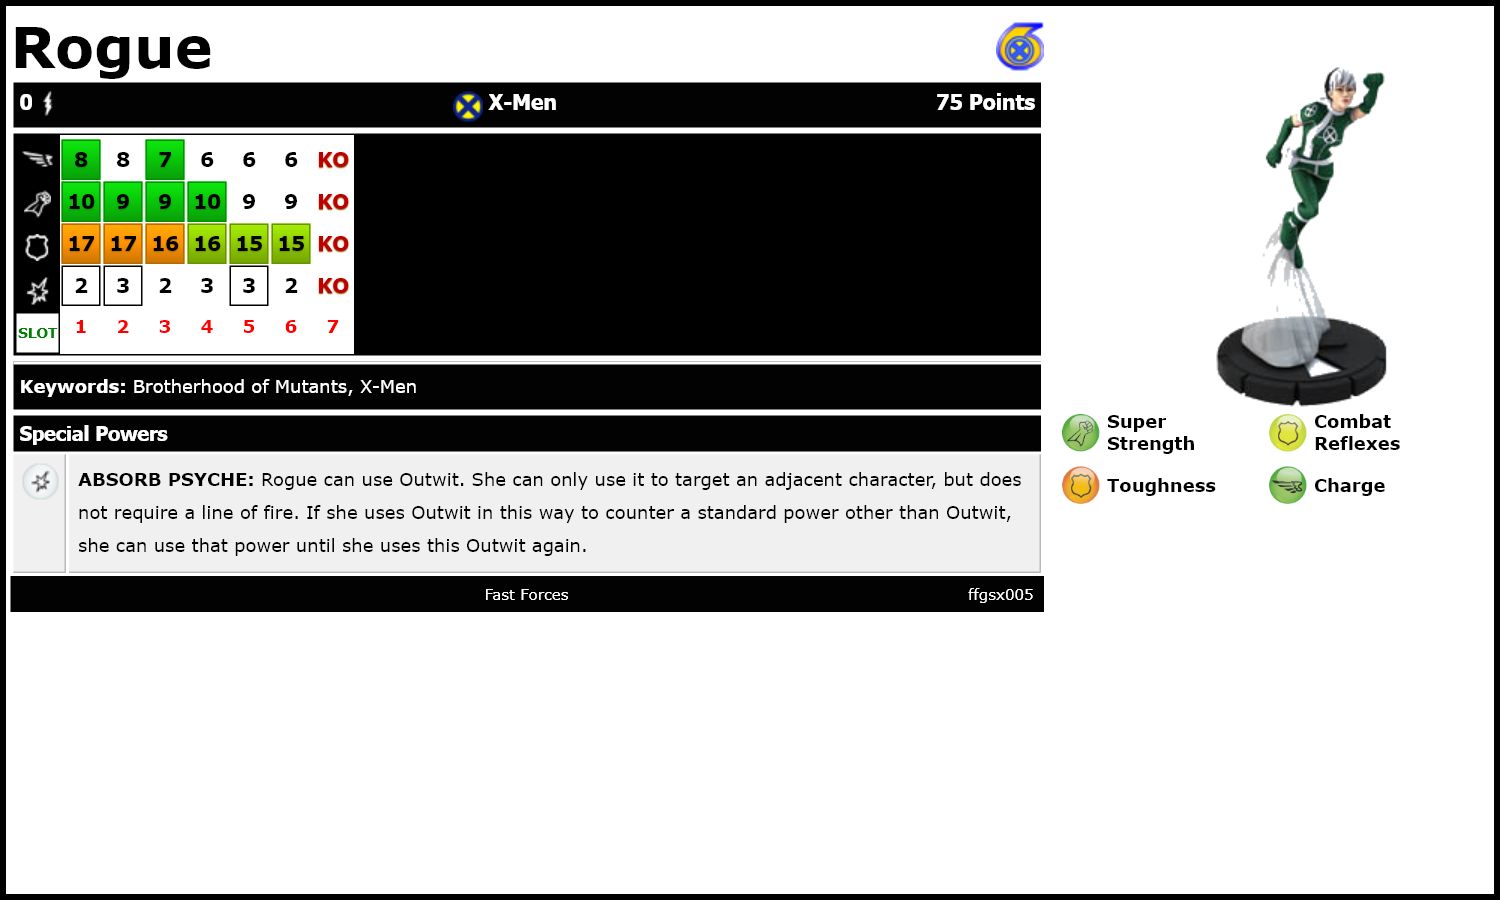 Rogue
0 X-Men 75 Points
8 8 7 6 6 6 KO
10 9 9 10 9 9 KO
17 17 16 16 15 15 KO
2 3 2 3 3 2 KO
SLOT 1 2 3 4 5 6 7
Keywords: Brotherhood of Mutants, X-Men
Special Powers
ABSORB PSYCHE: Rogue can use Outwit. She can only use it to target an adjacent character, but does
not require a line of fire. If she uses Outwit in this way to counter a standard power other than Outwit,
she can use that power until she uses this Outwit again.
Fast Forces ffgsx005
Super
Strength
Combat
Reflexes
Toughness
Charge